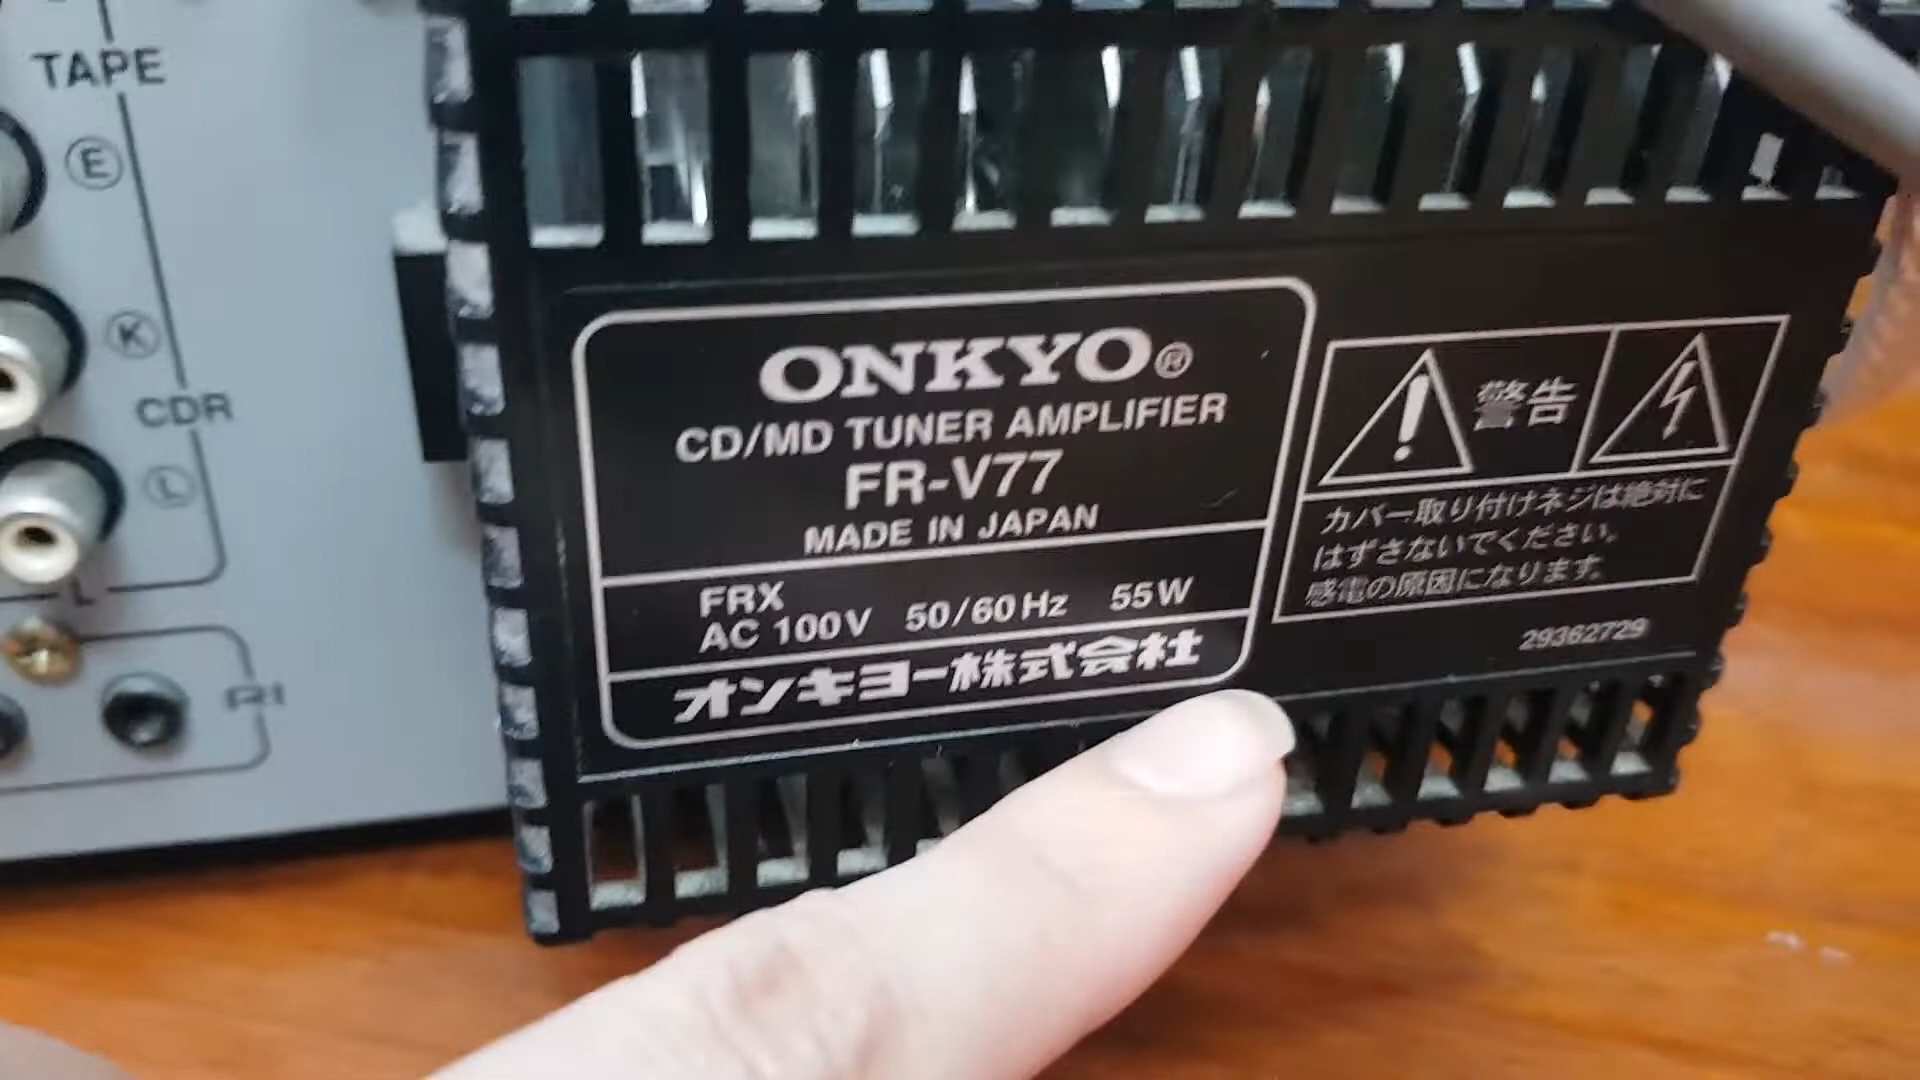 TAPE
E
K
CDR
L
RI
ONKYO®
CD/MD TUNER AMPLIFIER
FR-V77
MADE IN JAPAN
FRX
AC 100V 50/60Hz 55W
オンキヨー株式会社
警告
カバー取り付けネジは絶対に
はずさないでください。
感電の原因になります。
29362729